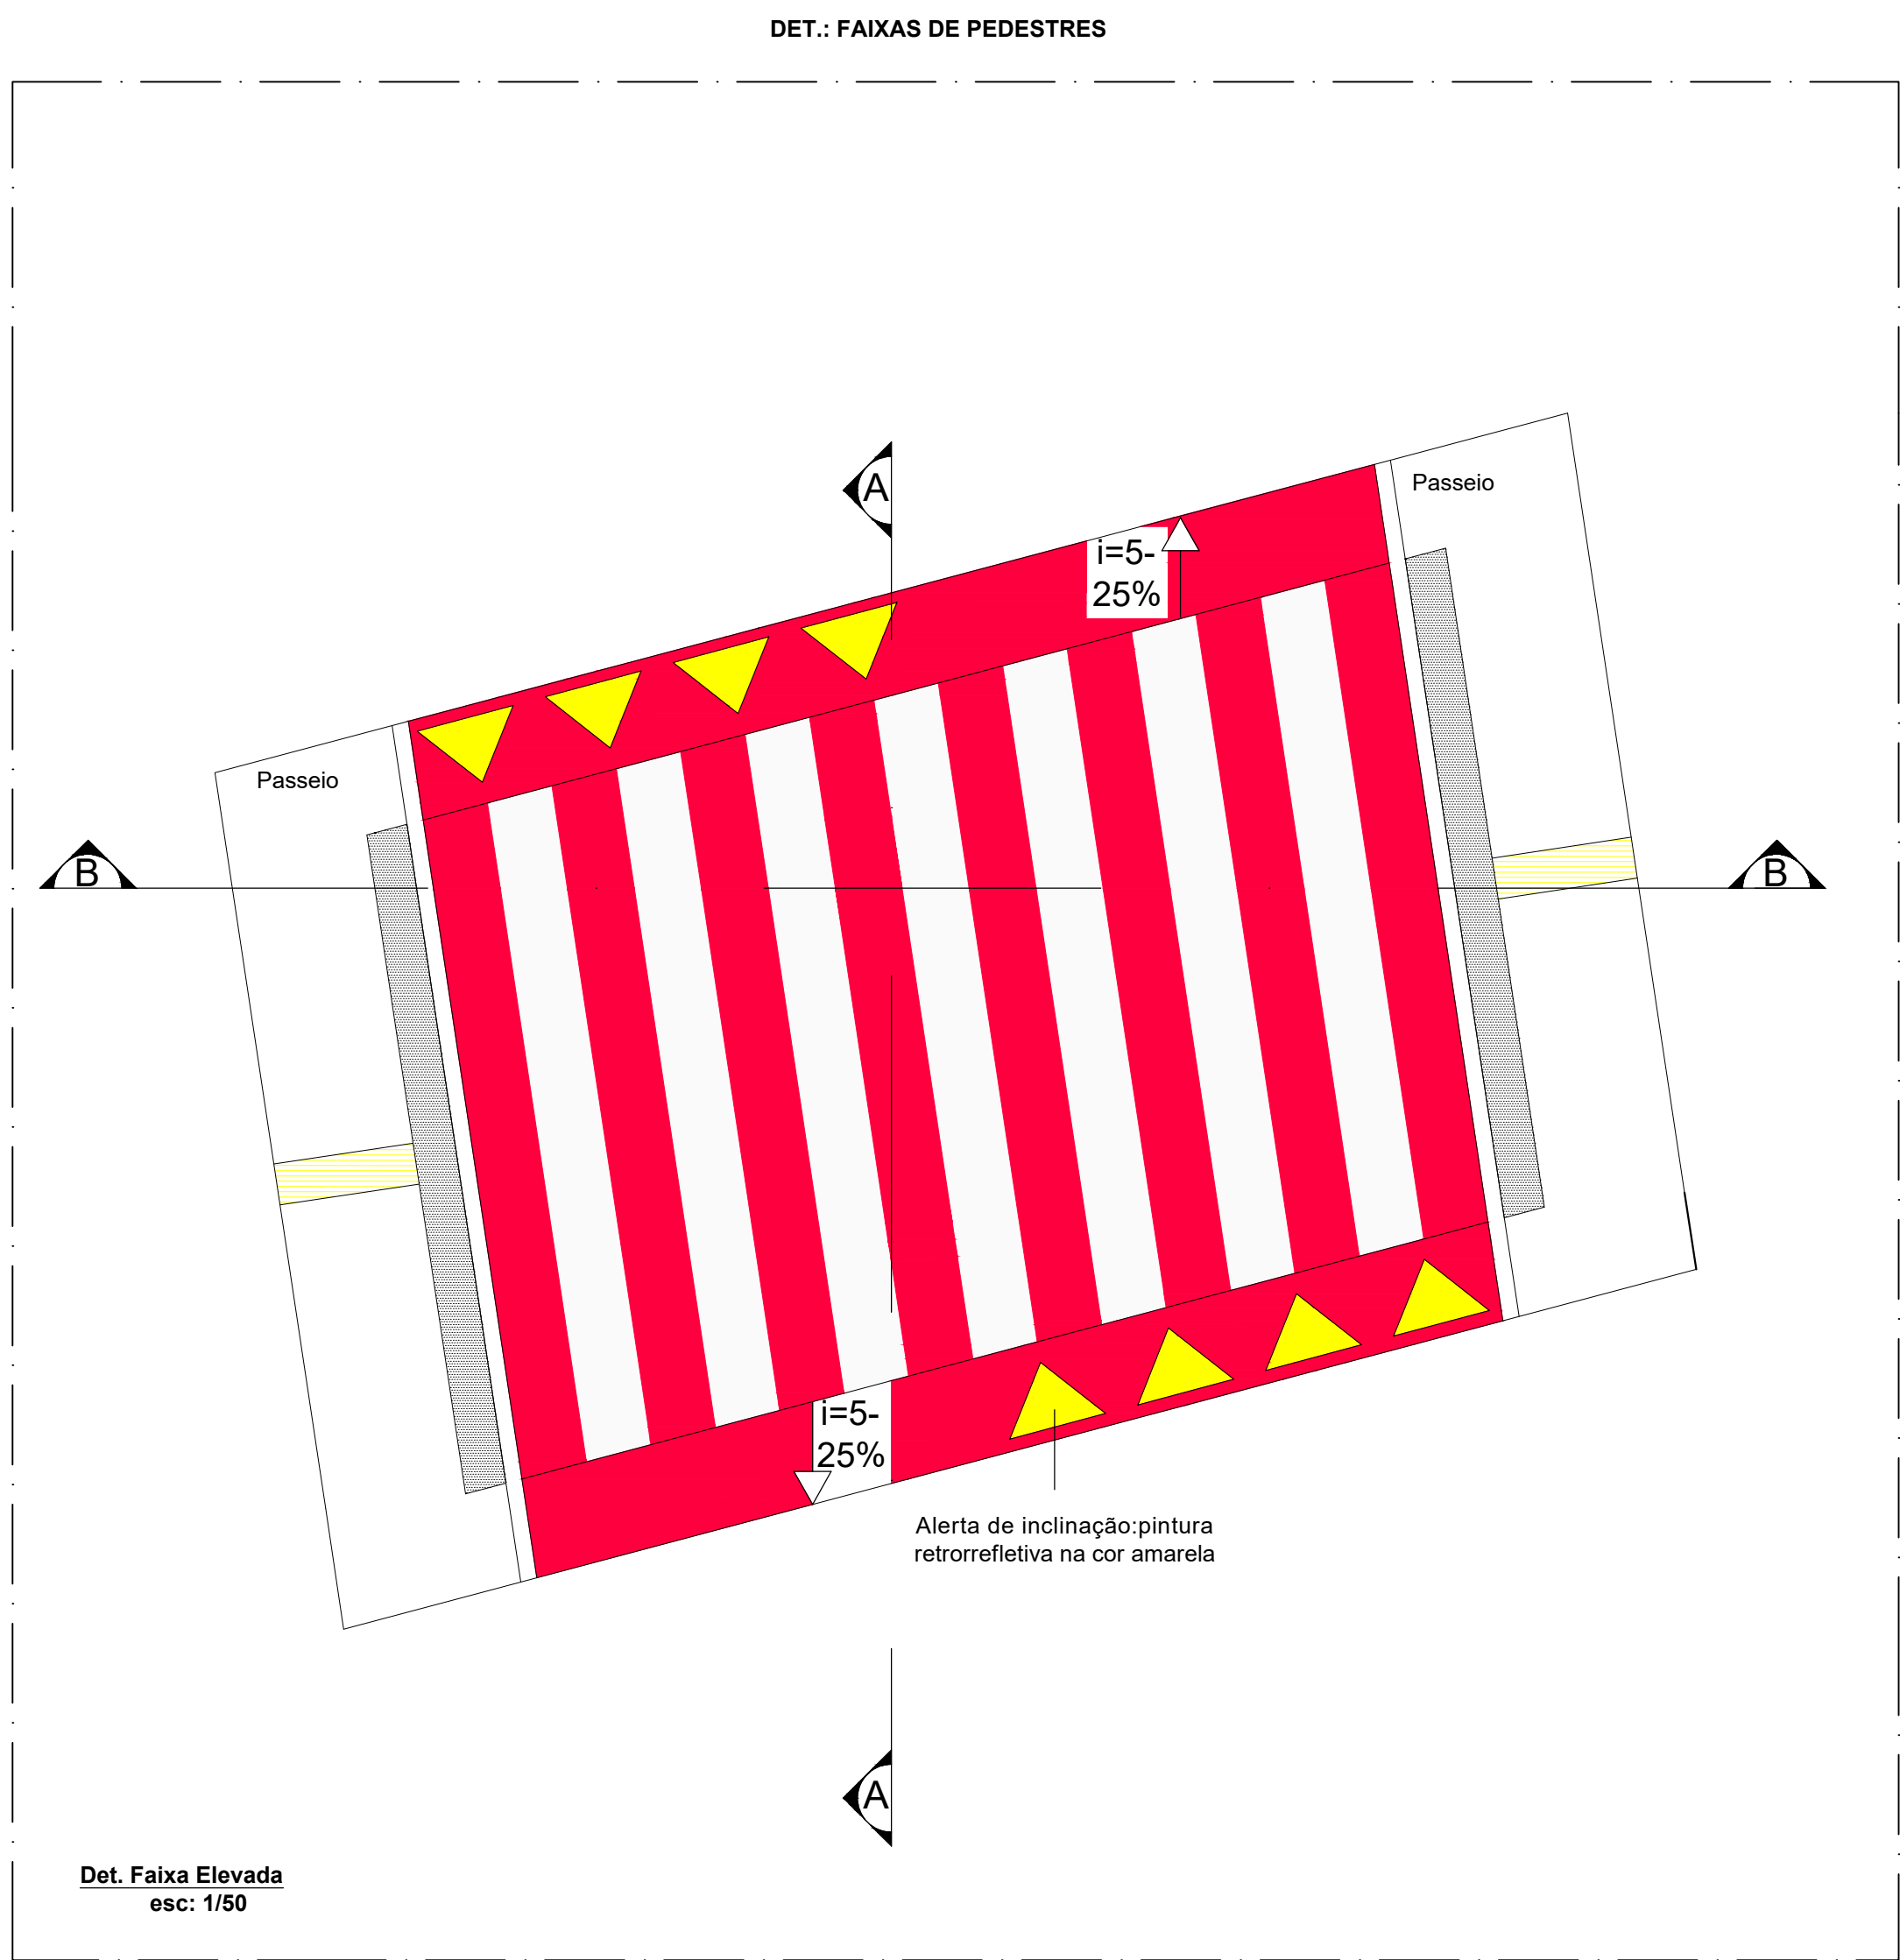 DET.: FAIXAS DE PEDESTRES
A
Passeio
i=5-
25%
Passeio
B
B
i=5-
25%
Alerta de inclinação:pintura
retrorrefletiva na cor amarela
A
Det. Faixa Elevada
esc: 1/50